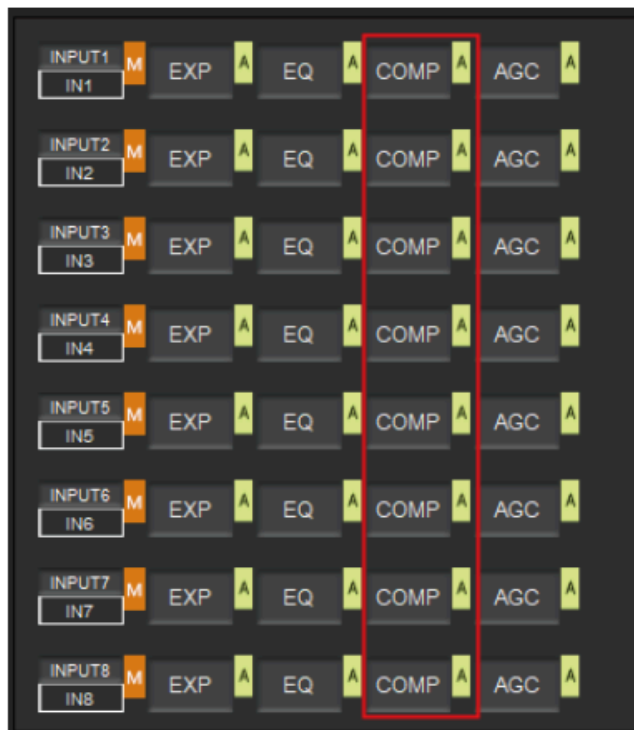 INPUT1 M EXP A EQ A COMP A AGC A
IN1
INPUT2 M EXP A EQ A COMP A AGC A
IN2
INPUT3 M EXP A EQ A COMP A AGC A
IN3
INPUT4 M EXP A EQ A COMP A AGC A
IN4
INPUT5 M EXP A EQ A COMP A AGC A
IN5
INPUT6 M EXP A EQ A COMP A AGC A
IN6
INPUT7 M EXP A EQ A COMP A AGC A
IN7
INPUT8 M EXP A EQ A COMP A AGC A
IN8